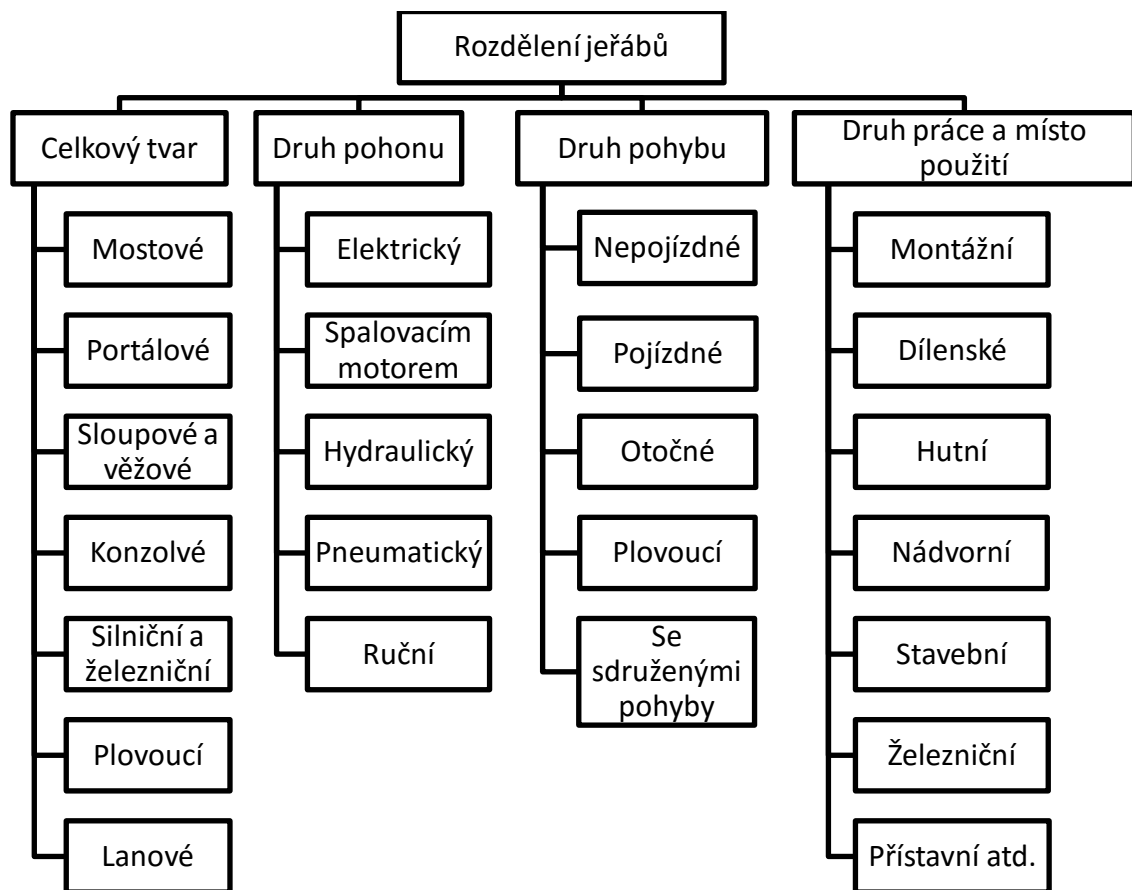 Rozdělení jeřábů
Celkový tvar
Mostové
Portálové
Sloupové a
věžové
Konzolvé
Silniční a
železniční
Plovoucí
Lanové
Druh pohonu
Elektrický
Spalovacím
motorem
Hydraulický
Pneumatický
Ruční
Druh pohybu
Nepojízdné
Pojízdné
Otočné
Plovoucí
Se
sdruženými
pohyby
Druh práce a místo
použití
Montážní
Dílenské
Hutní
Nádvorní
Stavební
Železniční
Přístavní atd.